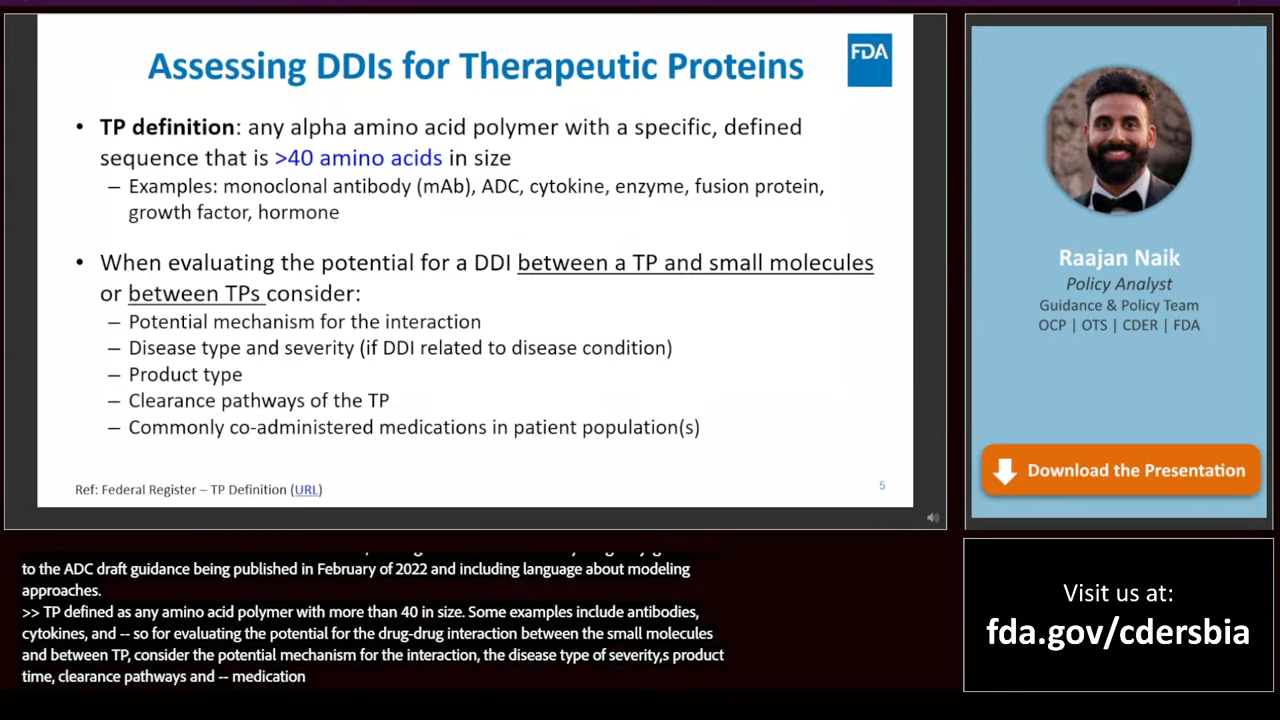 Assessing DDIs for Therapeutic Proteins
FDA
• TP definition: any alpha amino acid polymer with a specific, defined
sequence that is >40 amino acids in size
– Examples: monoclonal antibody (mAb), ADC, cytokine, enzyme, fusion protein,
growth factor, hormone
• When evaluating the potential for a DDI between a TP and small molecules
or between TPs consider:
– Potential mechanism for the interaction
– Disease type and severity (if DDI related to disease condition)
– Product type
– Clearance pathways of the TP
– Commonly co-administered medications in patient population(s)
Ref: Federal Register – TP Definition (URL)
5
Raajan Naik
Policy Analyst
Guidance & Policy Team
OCP | OTS | CDER | FDA
Download the Presentation
to the ADC draft guidance being published in February of 2022 and including language about modeling
approaches.
>> TP defined as any amino acid polymer with more than 40 in size. Some examples include antibodies,
cytokines, and -- so for evaluating the potential for the drug-drug interaction between the small molecules
and between TP, consider the potential mechanism for the interaction, the disease type of severity,s product
time, clearance pathways and -- medication
Visit us at:
fda.gov/cdersbia